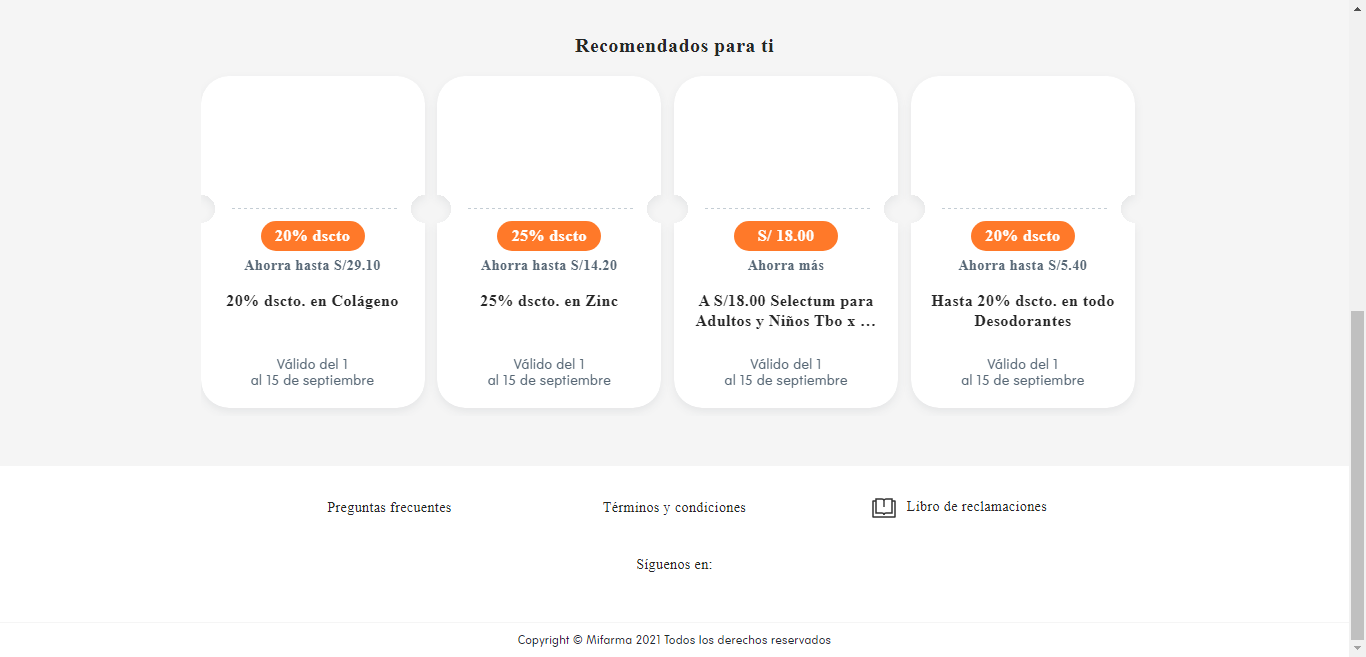 Recomendados para ti
20% dscto
Ahorra hasta S/29.10
20% dscto. en Colágeno
Válido del 1
al 15 de septiembre
25% dscto
Ahorra hasta S/14.20
25% dscto. en Zinc
Válido del 1
al 15 de septiembre
S/ 18.00
Ahorra más
A S/18.00 Selectum para
Adultos y Niños Tbo x ...
Válido del 1
al 15 de septiembre
20% dscto
Ahorra hasta S/5.40
Hasta 20% dscto. en todo
Desodorantes
Válido del 1
al 15 de septiembre
Preguntas frecuentes
Términos y condiciones
Libro de reclamaciones
Síguenos en:
Copyright © Mifarma 2021 Todos los derechos reservados